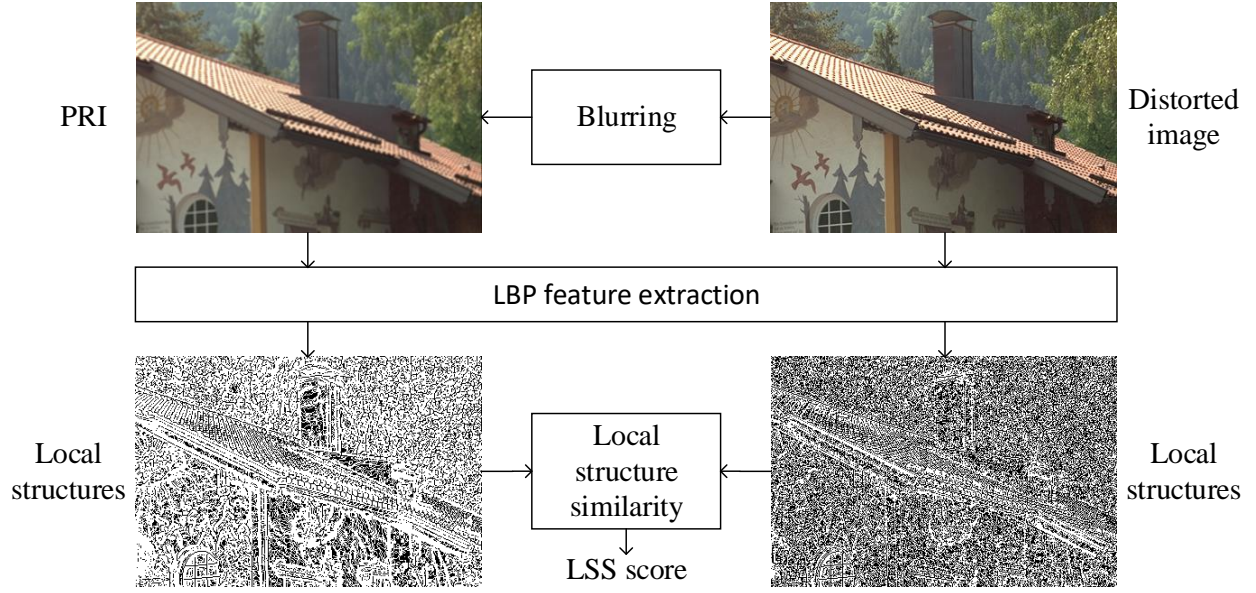 PRI
Blurring
Distorted
image
LBP feature extraction
Local
structures
Local
structure
similarity
Local
structures
LSS score